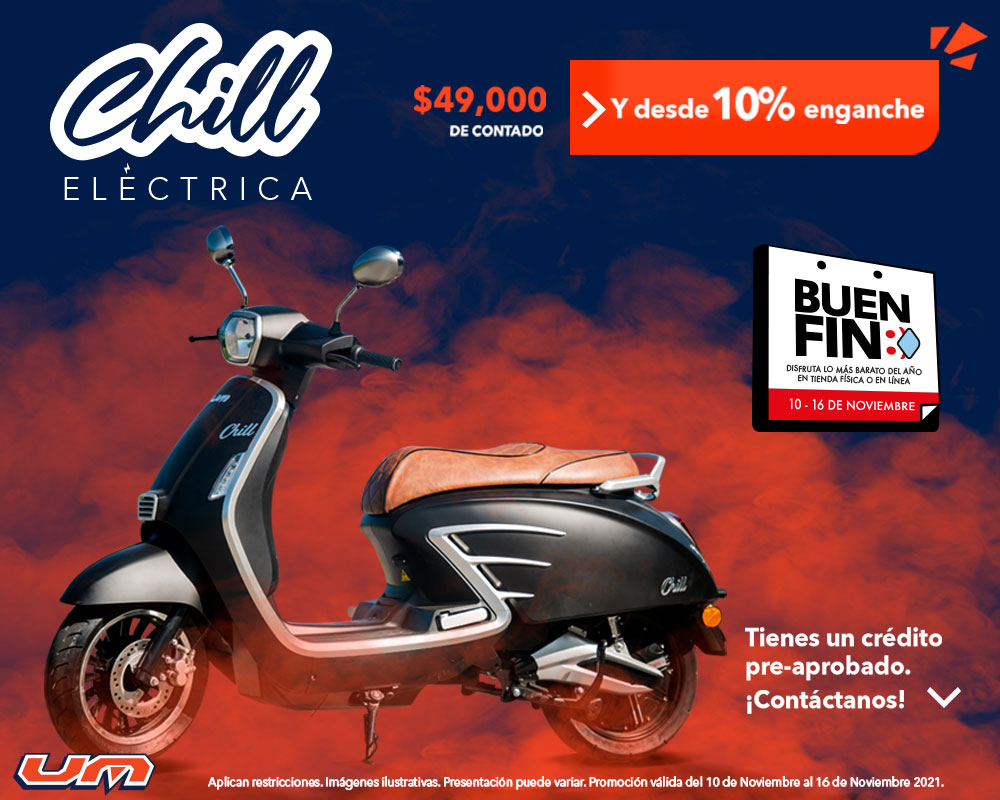 Chill
ELÉCTRICA
$49,000
DE CONTADO
Y desde 10% enganche
BUEN
FIN:
DISFRUTA LO MÁS BARATO DEL AÑO
EN TIENDA FÍSICA O EN LÍNEA
10 - 16 DE NOVIEMBRE
um
Chill
Chill
Tienes un crédito
pre-aprobado.
¡Contáctanos!
UM
Aplican restricciones. Imágenes ilustrativas. Presentación puede variar. Promoción válida del 10 de Noviembre al 16 de Noviembre 2021.